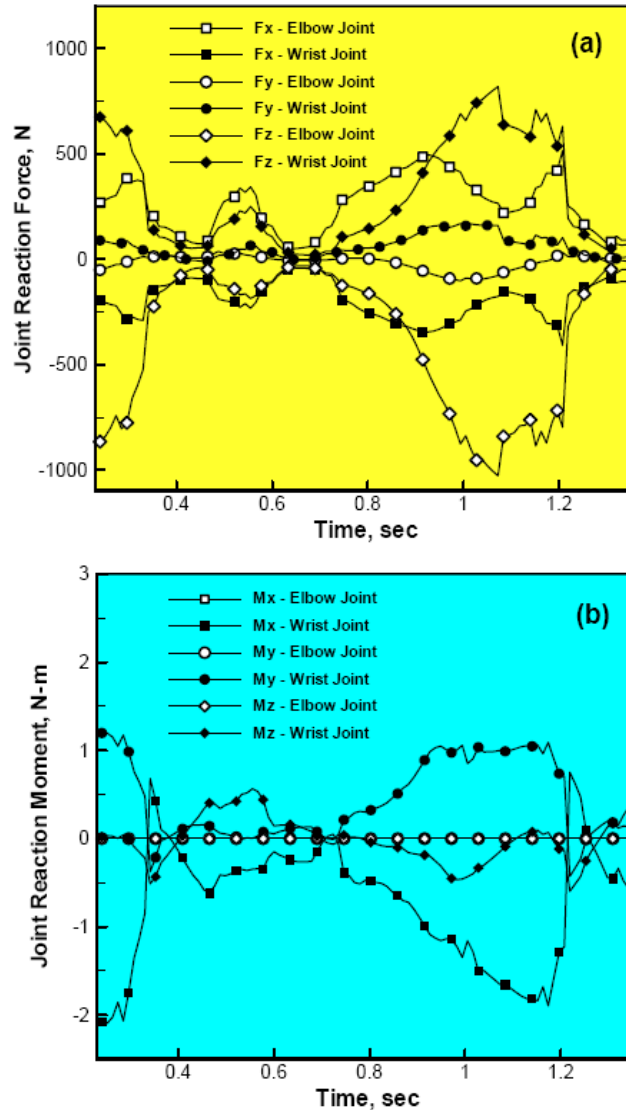 (a)
Fx - Elbow Joint
Fx - Wrist Joint
Fy - Elbow Joint
Fy - Wrist Joint
Fz - Elbow Joint
Fz - Wrist Joint
Joint Reaction Force, N
1000
500
0
-500
-1000
0.4 0.6 0.8 1 1.2
Time, sec
(b)
Mx - Elbow Joint
Mx - Wrist Joint
My - Elbow Joint
My - Wrist Joint
Mz - Elbow Joint
Mz - Wrist Joint
Joint Reaction Moment, N-m
3
2
1
0
-1
-2
0.4 0.6 0.8 1 1.2
Time, sec